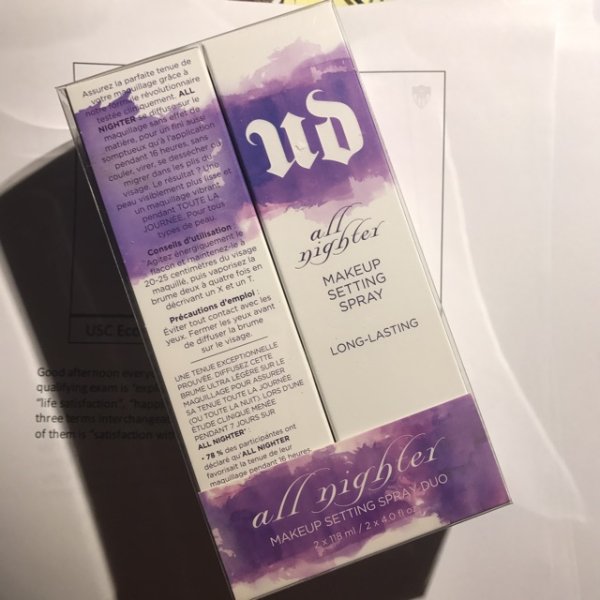 Assurez la parfaite tenue de
votre maquillage grâce à
notre formule révolutionnaire
testée cliniquement. ALL
NIGHTER se diffuse sur le
maquillage sans effet de
matière, pour un fini aussi
somptueux qu'à l'application
pendant 16 heures, sans
couler, virer, se dessécher ou
migrer dans les plis du
visage. Le résultat ? Une
peau visiblement plus lisse et
un maquillage vibrant
pendant TOUTE LA
JOURNÉE. Pour tous
types de peau.
Conseils d'utilisation :
Agitez énergiquement le
flacon et maintenez-le à
20-25 centimètres du visage
maquillé, puis vaporisez la
brume deux à quatre fois en
décrivant un X et un T.
Précautions d'emploi :
Éviter tout contact avec les
yeux. Fermer les yeux avant
de diffuser la brume
sur le visage.
UNE TENUE EXCEPTIONNELLE
PROUVÉE. DIFFUSEZ CETTE
BRUME ULTRA LÉGÈRE SUR LE
MAQUILLAGE POUR ASSURER
SA TENUE TOUTE LA JOURNÉE
(OU TOUTE LA NUIT). LORS D'UNE
ÉTUDE CLINIQUE MENÉE
PENDANT 7 JOURS SUR
ALL NIGHTER*
• 78 % des participantes ont
déclaré qu'ALL NIGHTER
favorisait la tenue de leur
maquillage pendant 16 heures
ud
all
nighter
MAKEUP
SETTING
SPRAY
LONG-LASTING
all nighter
MAKEUP SETTING SPRAY DUO
2 x 118 ml / 2 x 4.0 fl o
USC Eco
Good afternoon everyo
qualifying exam is "expl
"life satisfaction", "happi
three terms interchangea
of them is "satisfaction with